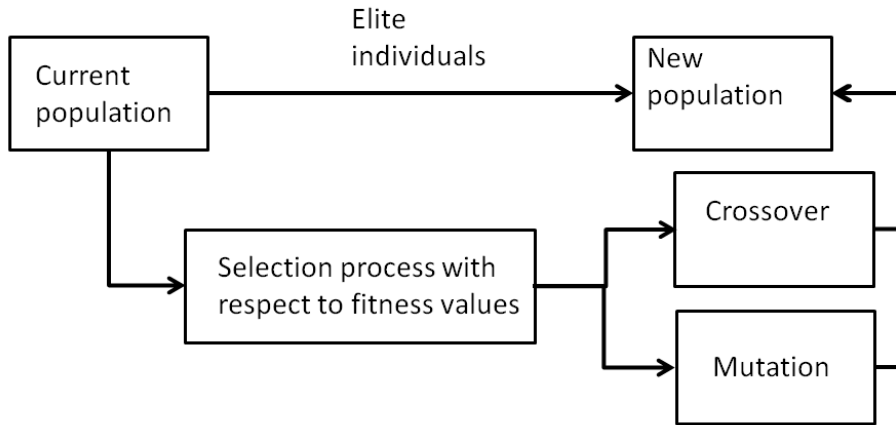 Elite
individuals
Current
population
New
population
Selection process with
respect to fitness values
Crossover
Mutation